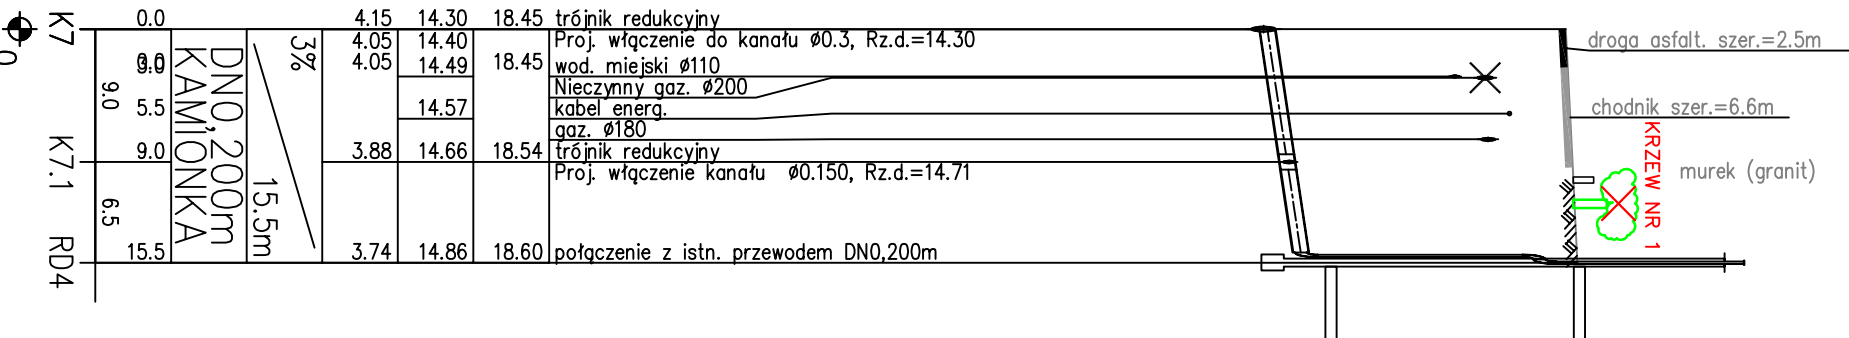 K7
0.0
4.15 14.30 18.45 trójnik redukcyjny
4.05 14.40 Proj. włączenie do kanału ø0.3, Rz.d.=14.30
4.05 14.49 18.45 wod. miejski ø110
Nieczynny gaz. ø200
5.5 14.57 kabel energ.
gaz. ø180
K7.1
9.0 3.88 14.66 18.54 trójnik redukcyjny
Proj. włączenie kanału ø0.150, Rz.d.=14.71
RD4
15.5 3.74 14.86 18.60 połączenie z istn. przewodem DN0,200m
9.0
6.5
DN0,200m
KAMIONKA
3%
15.5m
droga asfalt. szer.=2.5m
chodnik szer.=6.6m
KRZEW NR 1
murek (granit)